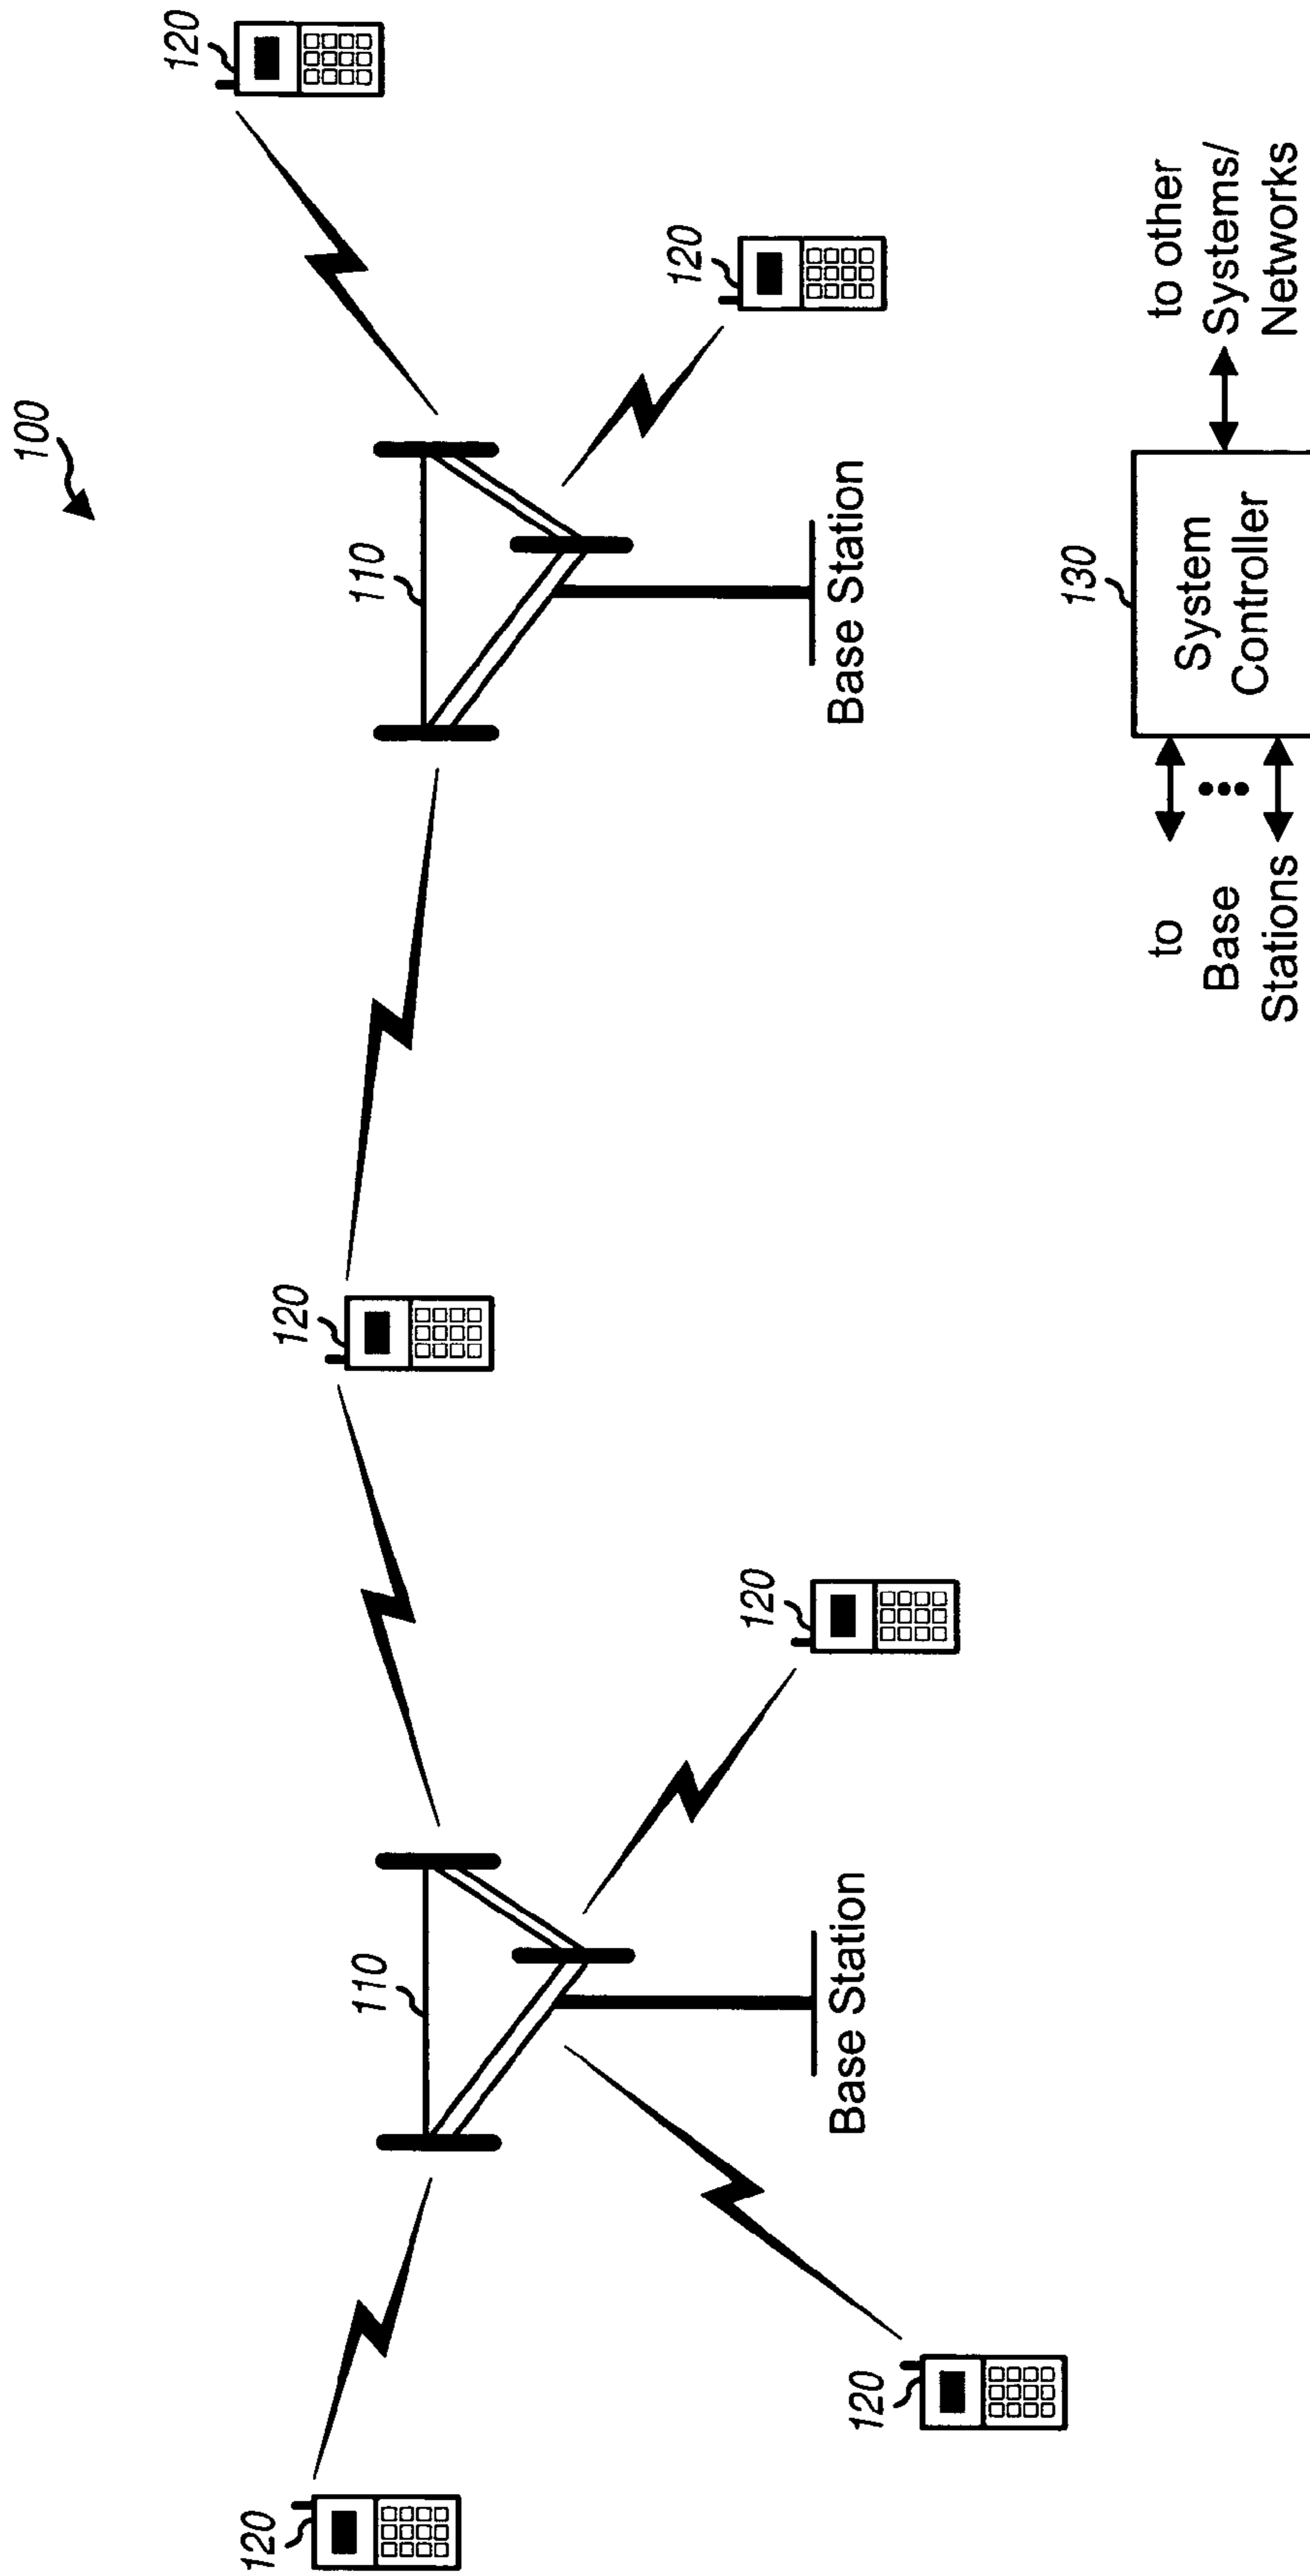 100
120
110
120
120
110
120
120
120
Base Station
Base Station
130
System
Controller
to
Base
Stations
to other
Systems/
Networks